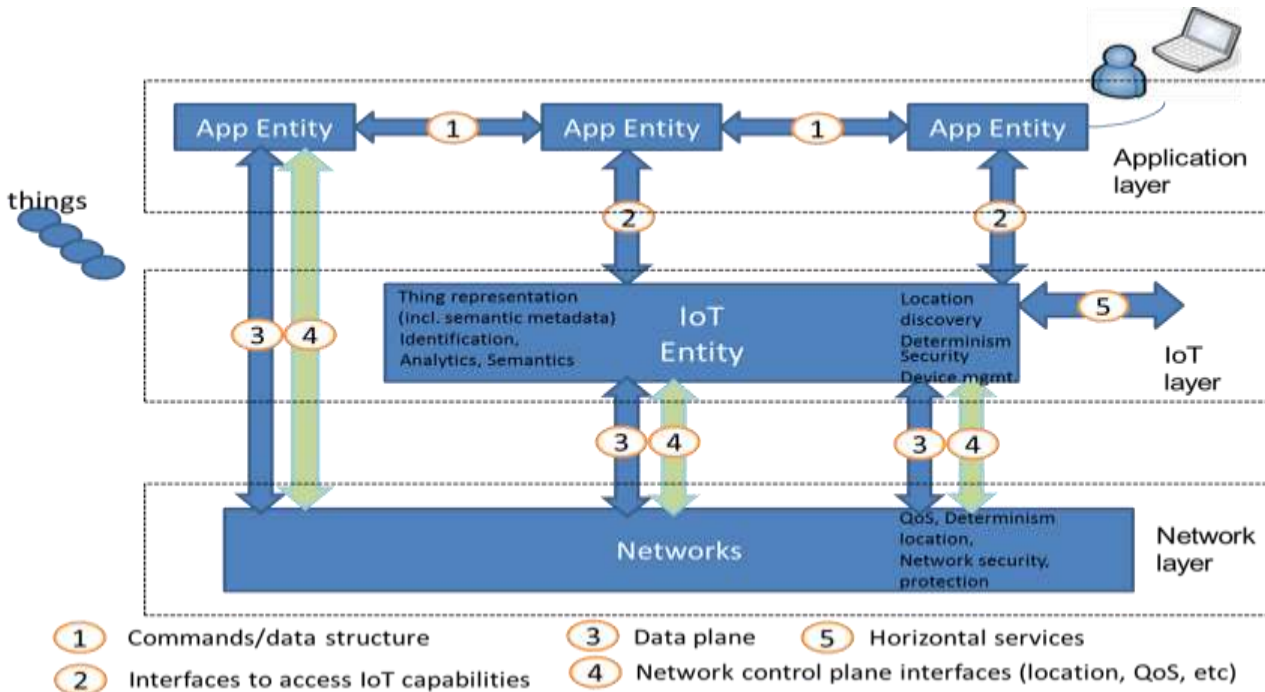 App Entity
1
App Entity
1
App Entity
Application
layer
things
2
2
Thing representation
(incl. semantic metadata)
Identification,
Analytics, Semantics
IoT
Entity
Location
discovery
Determinism
Security
Device mgmt
5
IoT
layer
3
4
3
4
3
4
Networks
QoS, Determinism
location,
Network security,
protection
Network
layer
1 Commands/data structure
3 Data plane
5 Horizontal services
2 Interfaces to access IoT capabilities
4 Network control plane interfaces (location, QoS, etc)